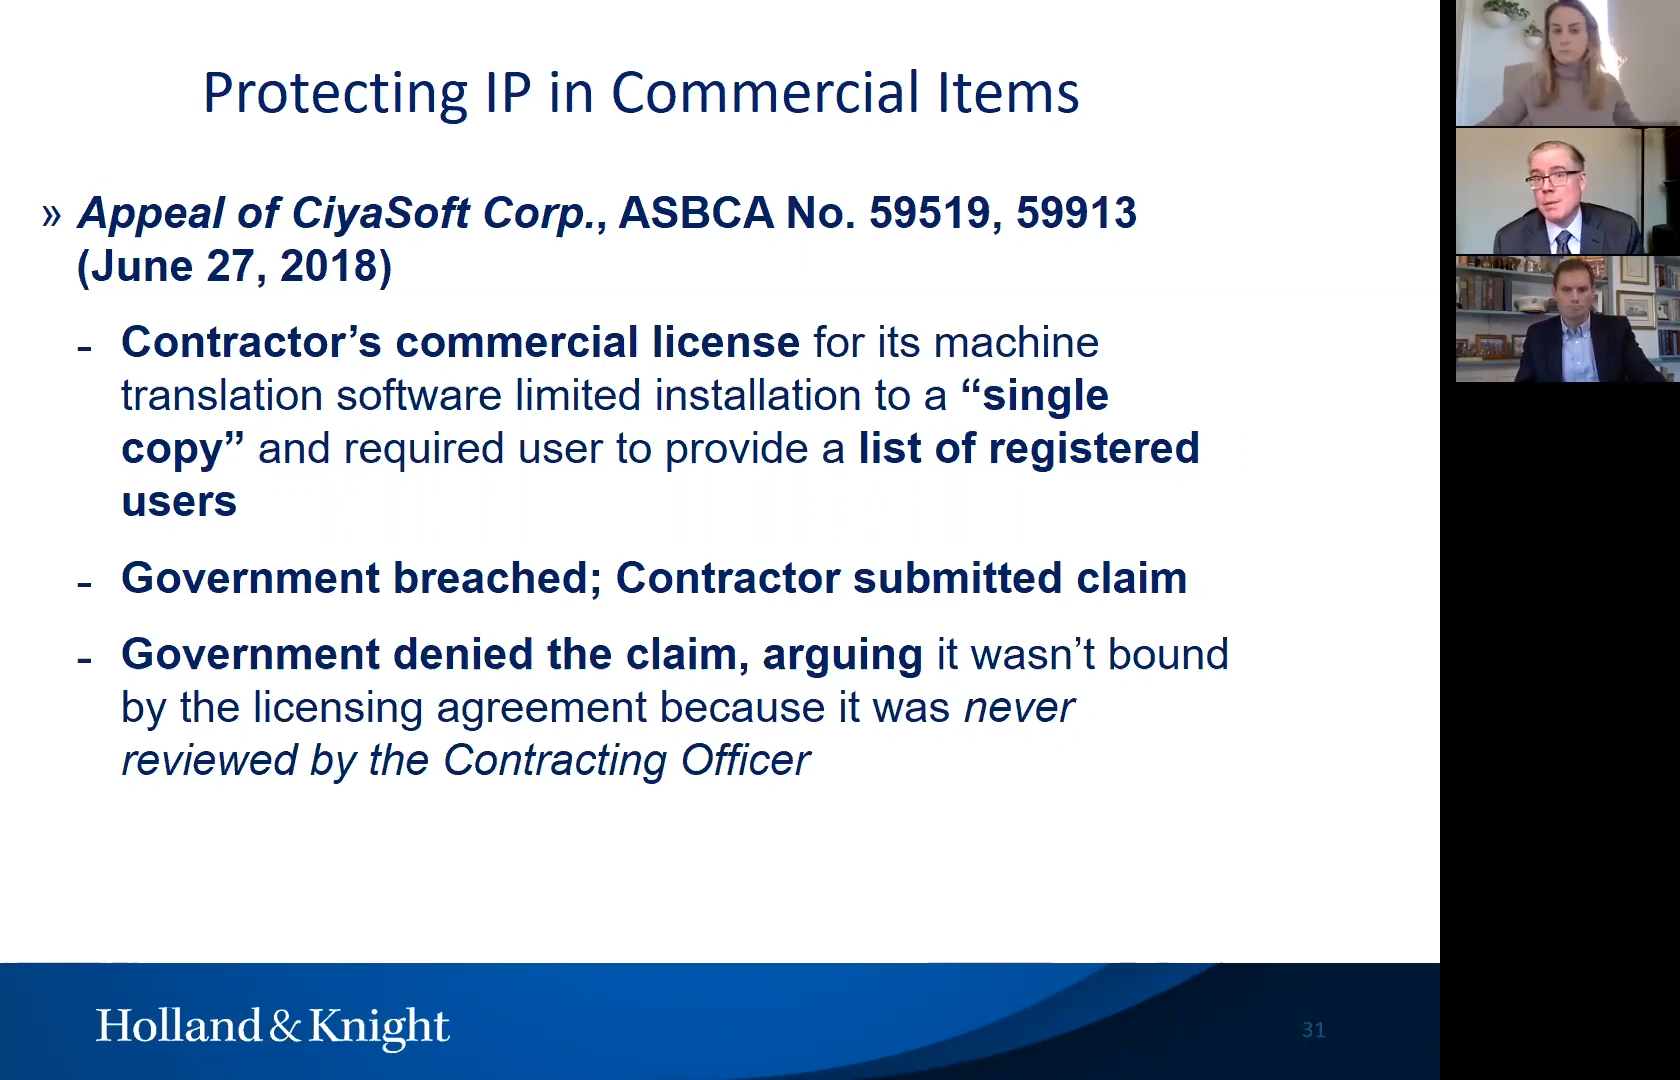 Protecting IP in Commercial Items
» Appeal of CiyaSoft Corp., ASBCA No. 59519, 59913
(June 27, 2018)
- Contractor’s commercial license for its machine
translation software limited installation to a “single
copy” and required user to provide a list of registered
users
- Government breached; Contractor submitted claim
- Government denied the claim, arguing it wasn’t bound
by the licensing agreement because it was never
reviewed by the Contracting Officer
Holland & Knight
31